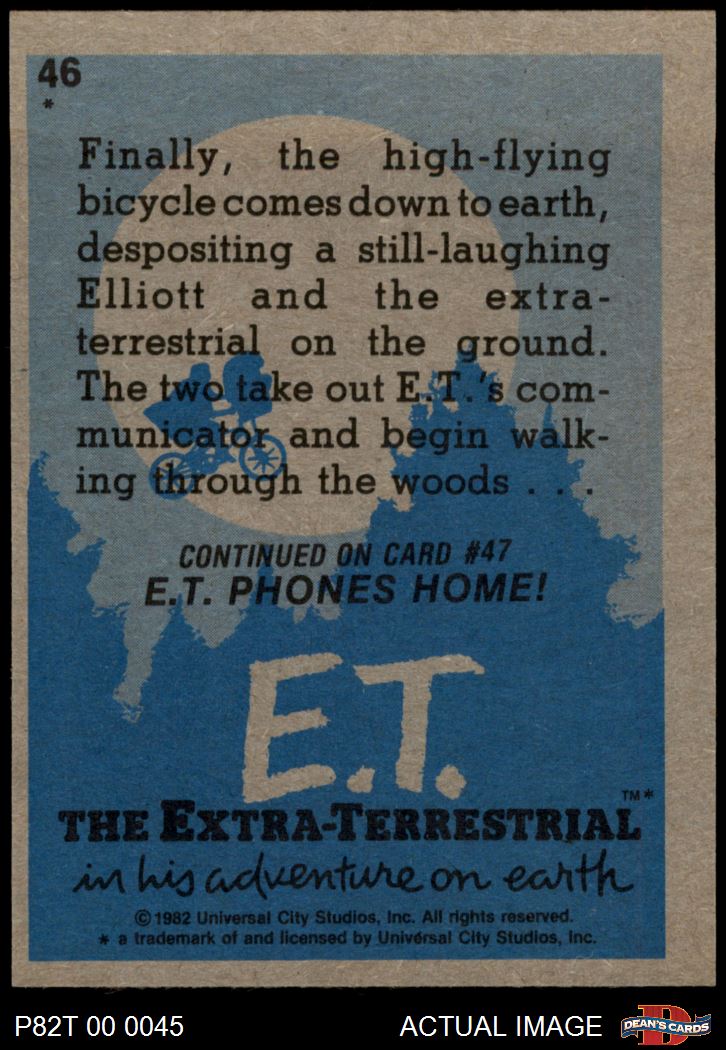 46
*
Finally, the high-flying
bicycle comes down to earth,
despositing a still-laughing
Elliott and the extra-
terrestrial on the ground.
The two take out E.T.'s com-
municator and begin walk-
ing through the woods . . .
CONTINUED ON CARD #47
E.T. PHONES HOME!
E.T.
TM*
THE EXTRA-TERRESTRIAL
in his adventure on earth
©1982 Universal City Studios, Inc. All rights reserved.
* a trademark of and licensed by Universal City Studios, Inc.
P82T 00 0045
ACTUAL IMAGE
D
DEAN'S CARDS